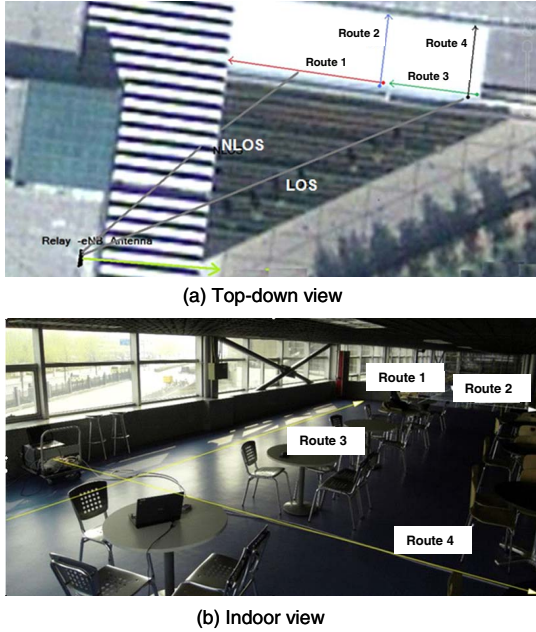 Route 2
Route 4
Route 1
Route 3
NLOS
NLOS
LOS
Relay -eNB Antenna
(a) Top-down view
Route 1
Route 2
Route 3
Route 4
(b) Indoor view